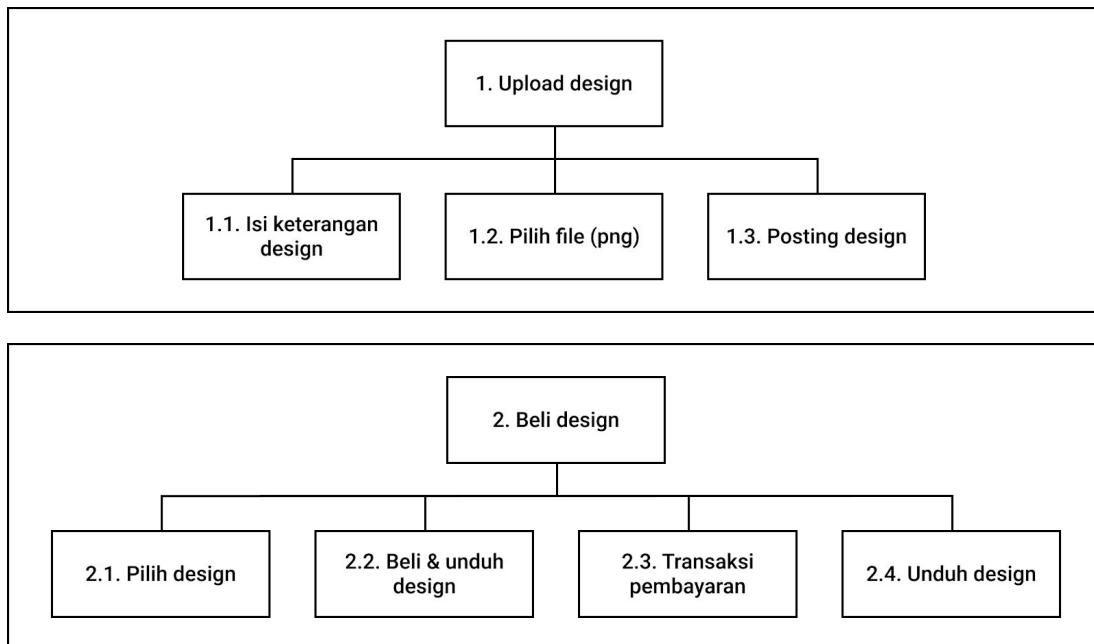 1. Upload design
1.1. Isi keterangan
design
1.2. Pilih file (png)
1.3. Posting design
2. Beli design
2.1. Pilih design
2.2. Beli & unduh
design
2.3. Transaksi
pembayaran
2.4. Unduh design